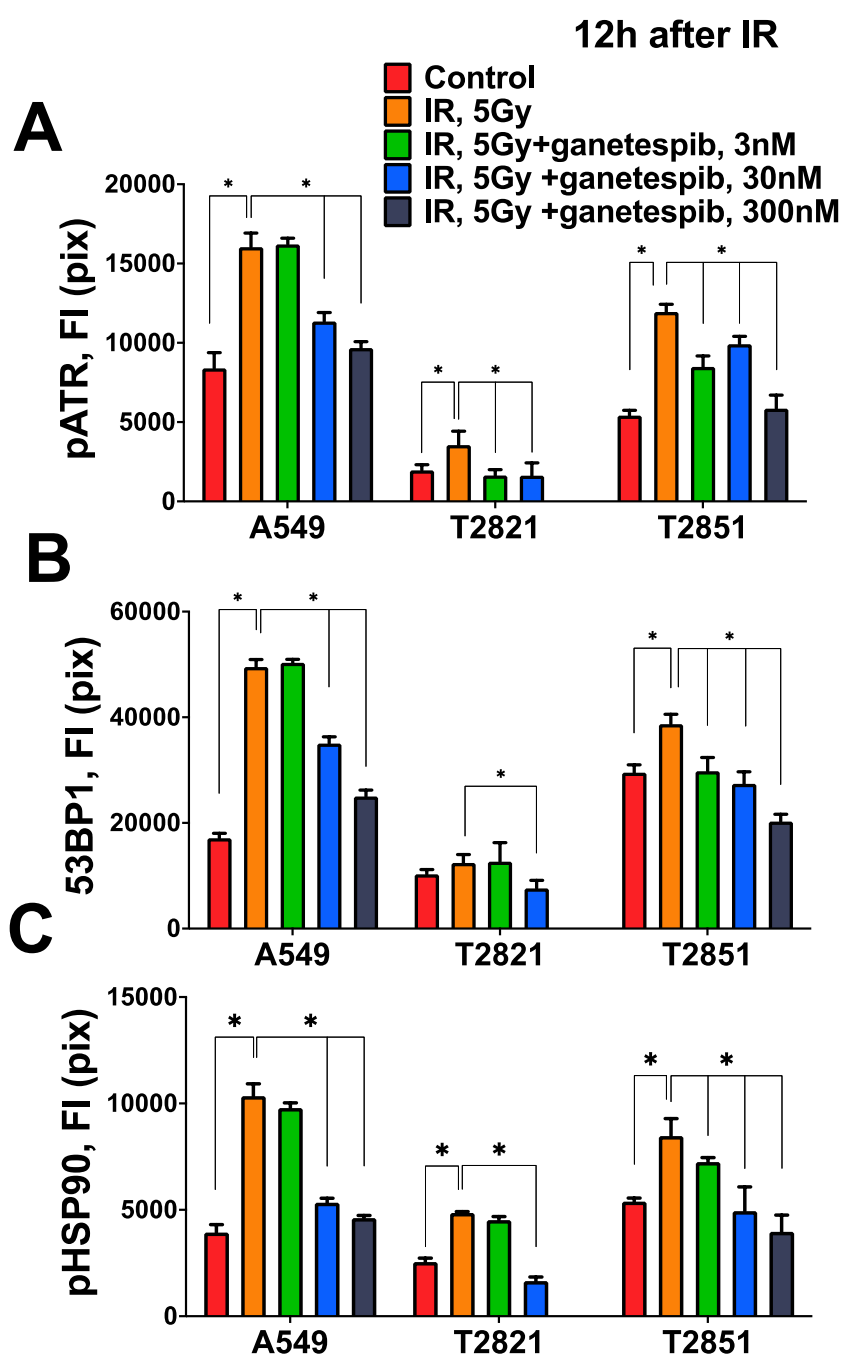 12h after IR
Control
IR, 5Gy
IR, 5Gy+ganetespib, 3nM
IR, 5Gy +ganetespib, 30nM
IR, 5Gy +ganetespib, 300nM
A
pATR, FI (pix)
20000
15000
10000
5000
0
* * * * * *
A549 T2821 T2851
B
53BP1, FI (pix)
60000
40000
20000
0
* * * * *
A549 T2821 T2851
C
pHSP90, FI (pix)
15000
10000
5000
0
* * * * * *
A549 T2821 T2851